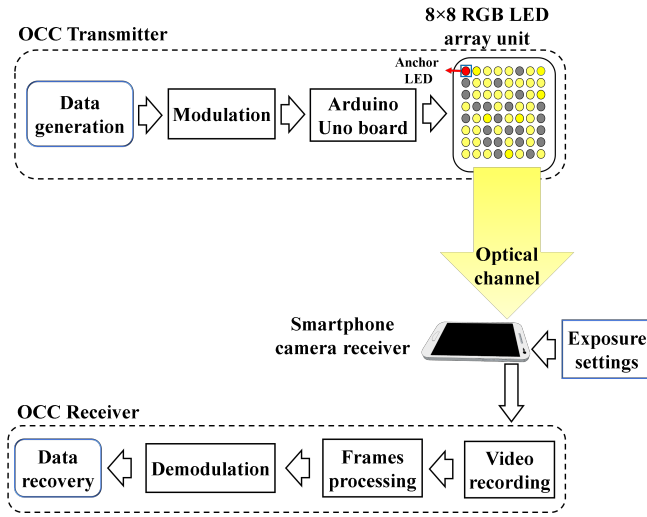 8×8 RGB LED
array unit
OCC Transmitter
Anchor
LED
Data
generation
Modulation
Arduino
Uno board
Optical
channel
Smartphone
camera receiver
Exposure
settings
OCC Receiver
Data
recovery
Demodulation
Frames
processing
Video
recording